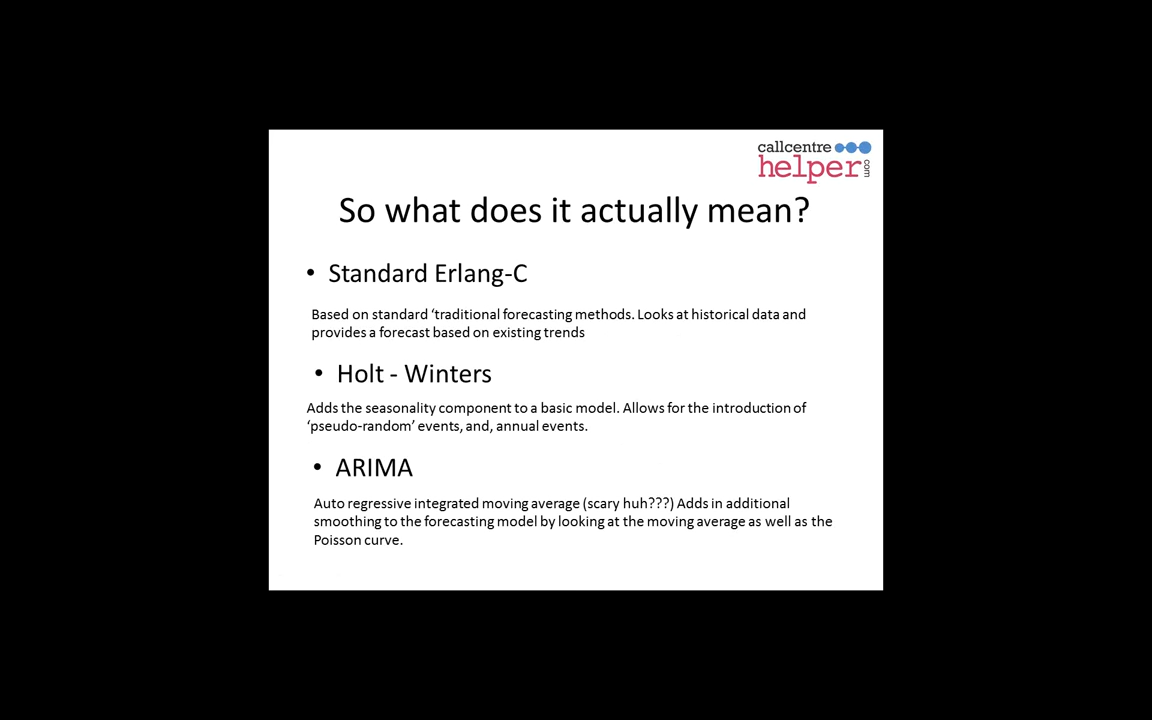 callcentre
helper
com
So what does it actually mean?
• Standard Erlang-C
Based on standard ‘traditional forecasting methods. Looks at historical data and
provides a forecast based on existing trends
• Holt - Winters
Adds the seasonality component to a basic model. Allows for the introduction of
‘pseudo-random’ events, and, annual events.
• ARIMA
Auto regressive integrated moving average (scary huh???) Adds in additional
smoothing to the forecasting model by looking at the moving average as well as the
Poisson curve.